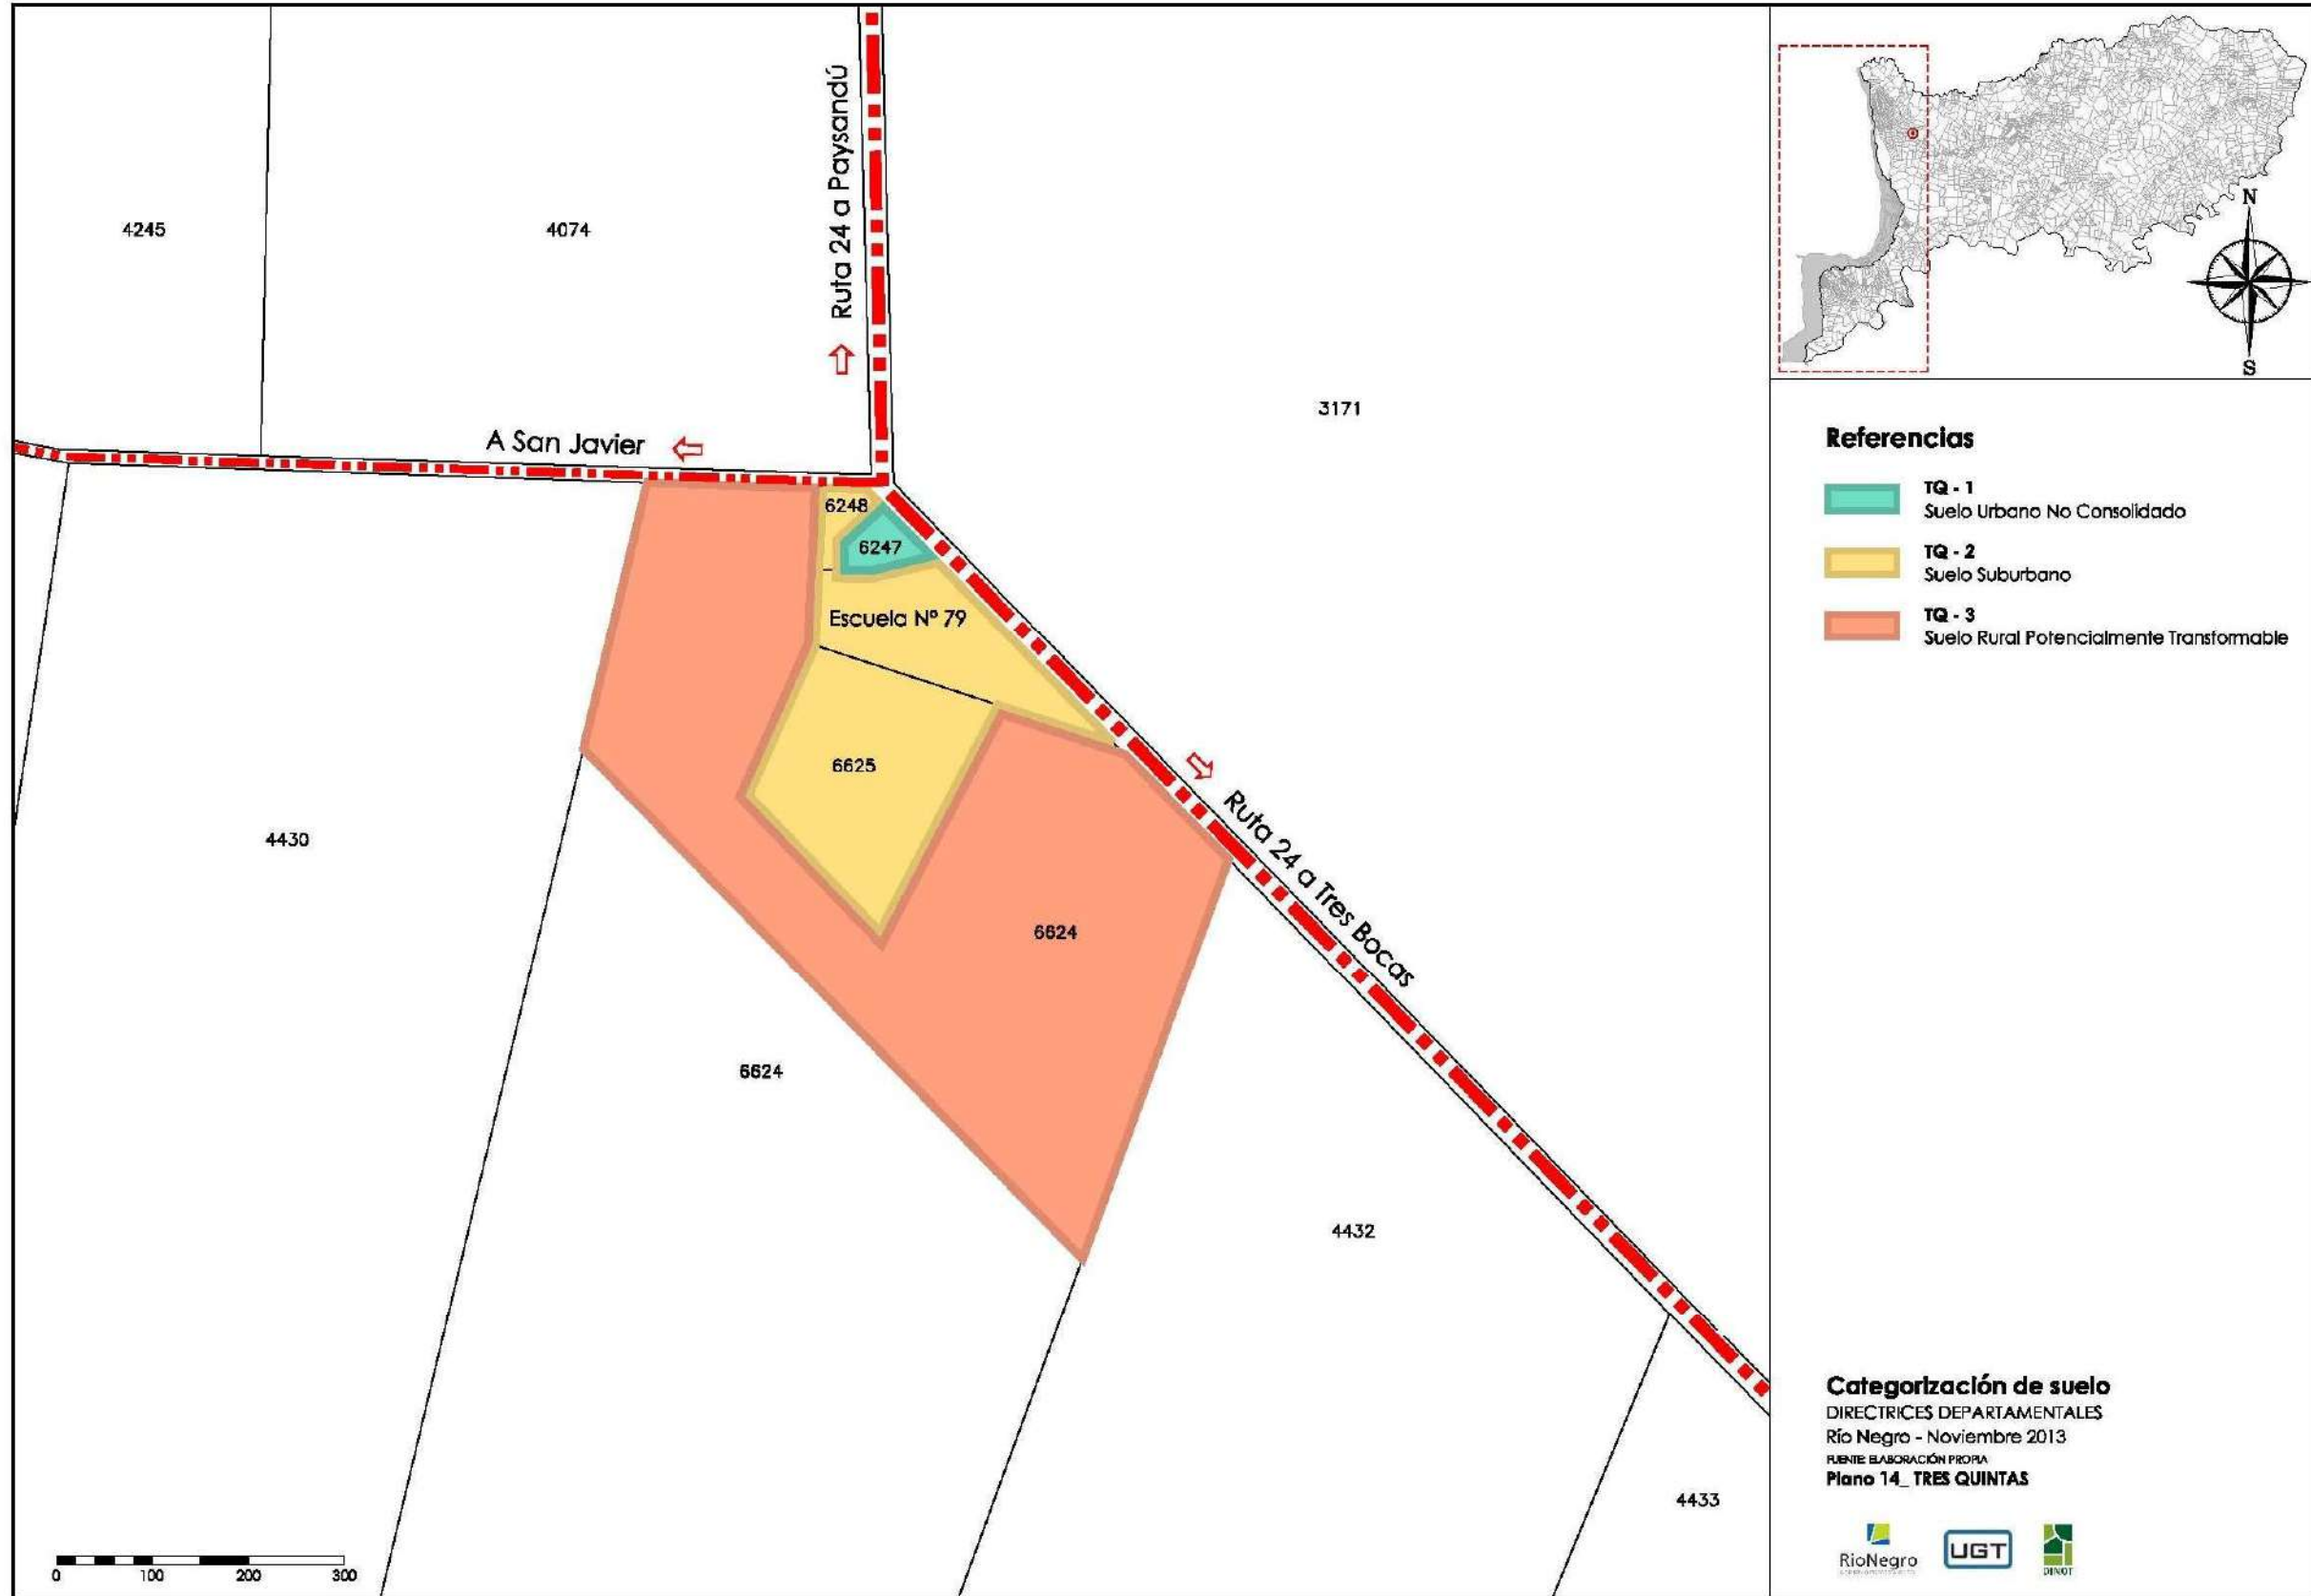 4245
4074
Ruta 24 a Paysandú
3171
A San Javier
6248
6247
Escuela Nº 79
6625
4430
Ruta 24 a Tres Bocas
6624
6624
4432
4433
0 100 200 300
N
S
Referencias
TQ - 1
Suelo Urbano No Consolidado
TQ - 2
Suelo Suburbano
TQ - 3
Suelo Rural Potencialmente Transformable
Categorización de suelo
DIRECTRICES DEPARTAMENTALES
Río Negro - Noviembre 2013
FUENTE ELABORACIÓN PROPIA
Plano 14_ TRES QUINTAS
RioNegro
UGT
DINOT